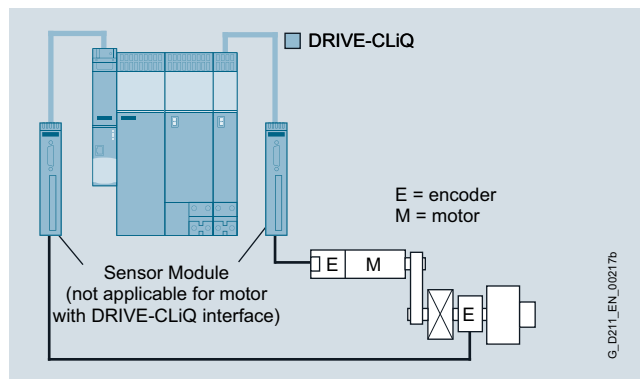 DRIVE-CLiQ
E = encoder
M = motor
Sensor Module
(not applicable for motor
with DRIVE-CLiQ interface)
E M
E
G_D211_EN_00217b